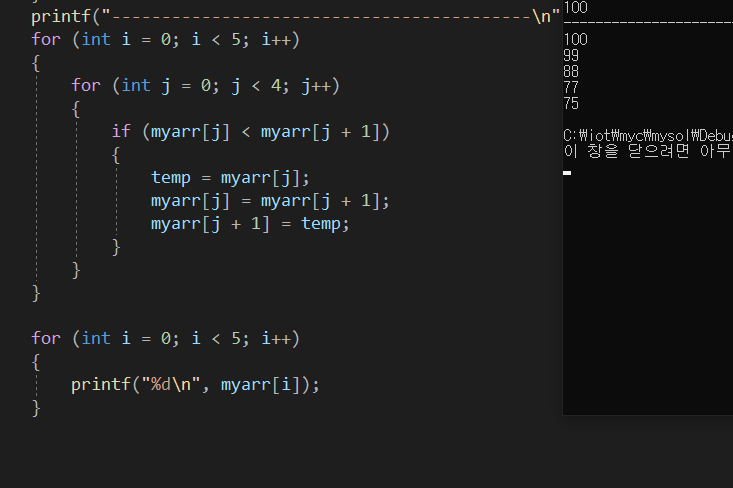 printf("------------------------------------------\n"
for (int i = 0; i < 5; i++)
{
    for (int j = 0; j < 4; j++)
    {
        if (myarr[j] < myarr[j + 1])
        {
            temp = myarr[j];
            myarr[j] = myarr[j + 1];
            myarr[j + 1] = temp;
        }
    }
}
for (int i = 0; i < 5; i++)
{
    printf("%d\n", myarr[i]);
}
100
---------------------
100
99
88
77
75
C:₩iot₩myc₩mysol₩Debu
이 창을 닫으려면 아무